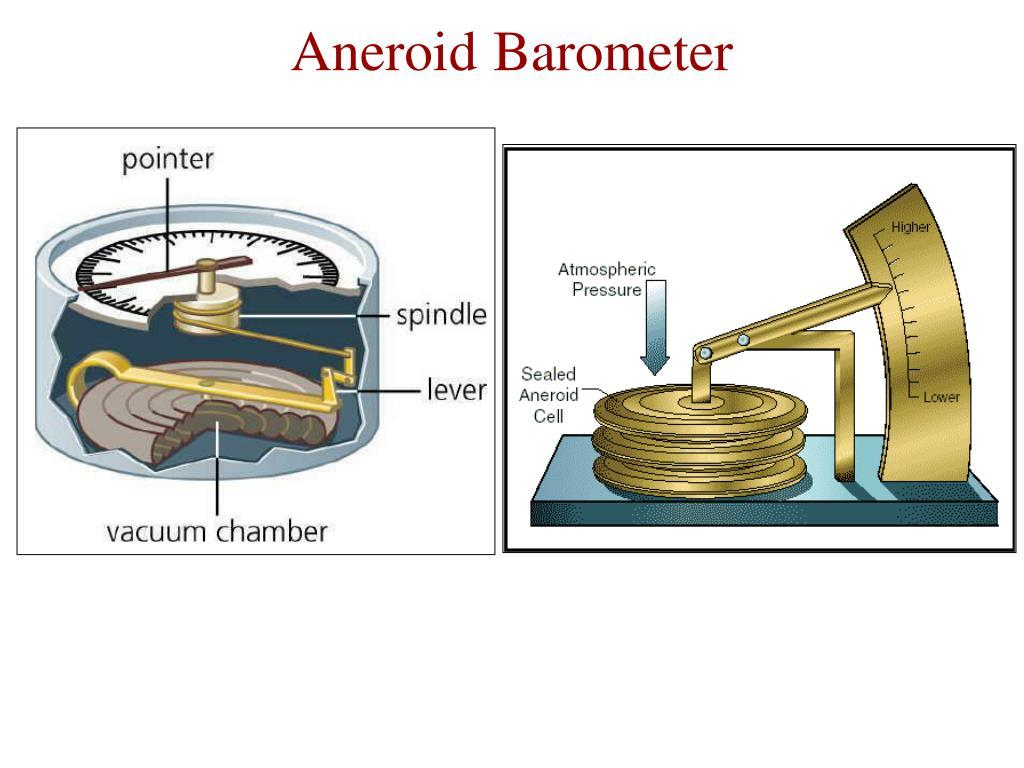 Aneroid Barometer
pointer
spindle
lever
vacuum chamber
Higher
Atmospheric
Pressure
Sealed
Aneroid
Cell
Lower